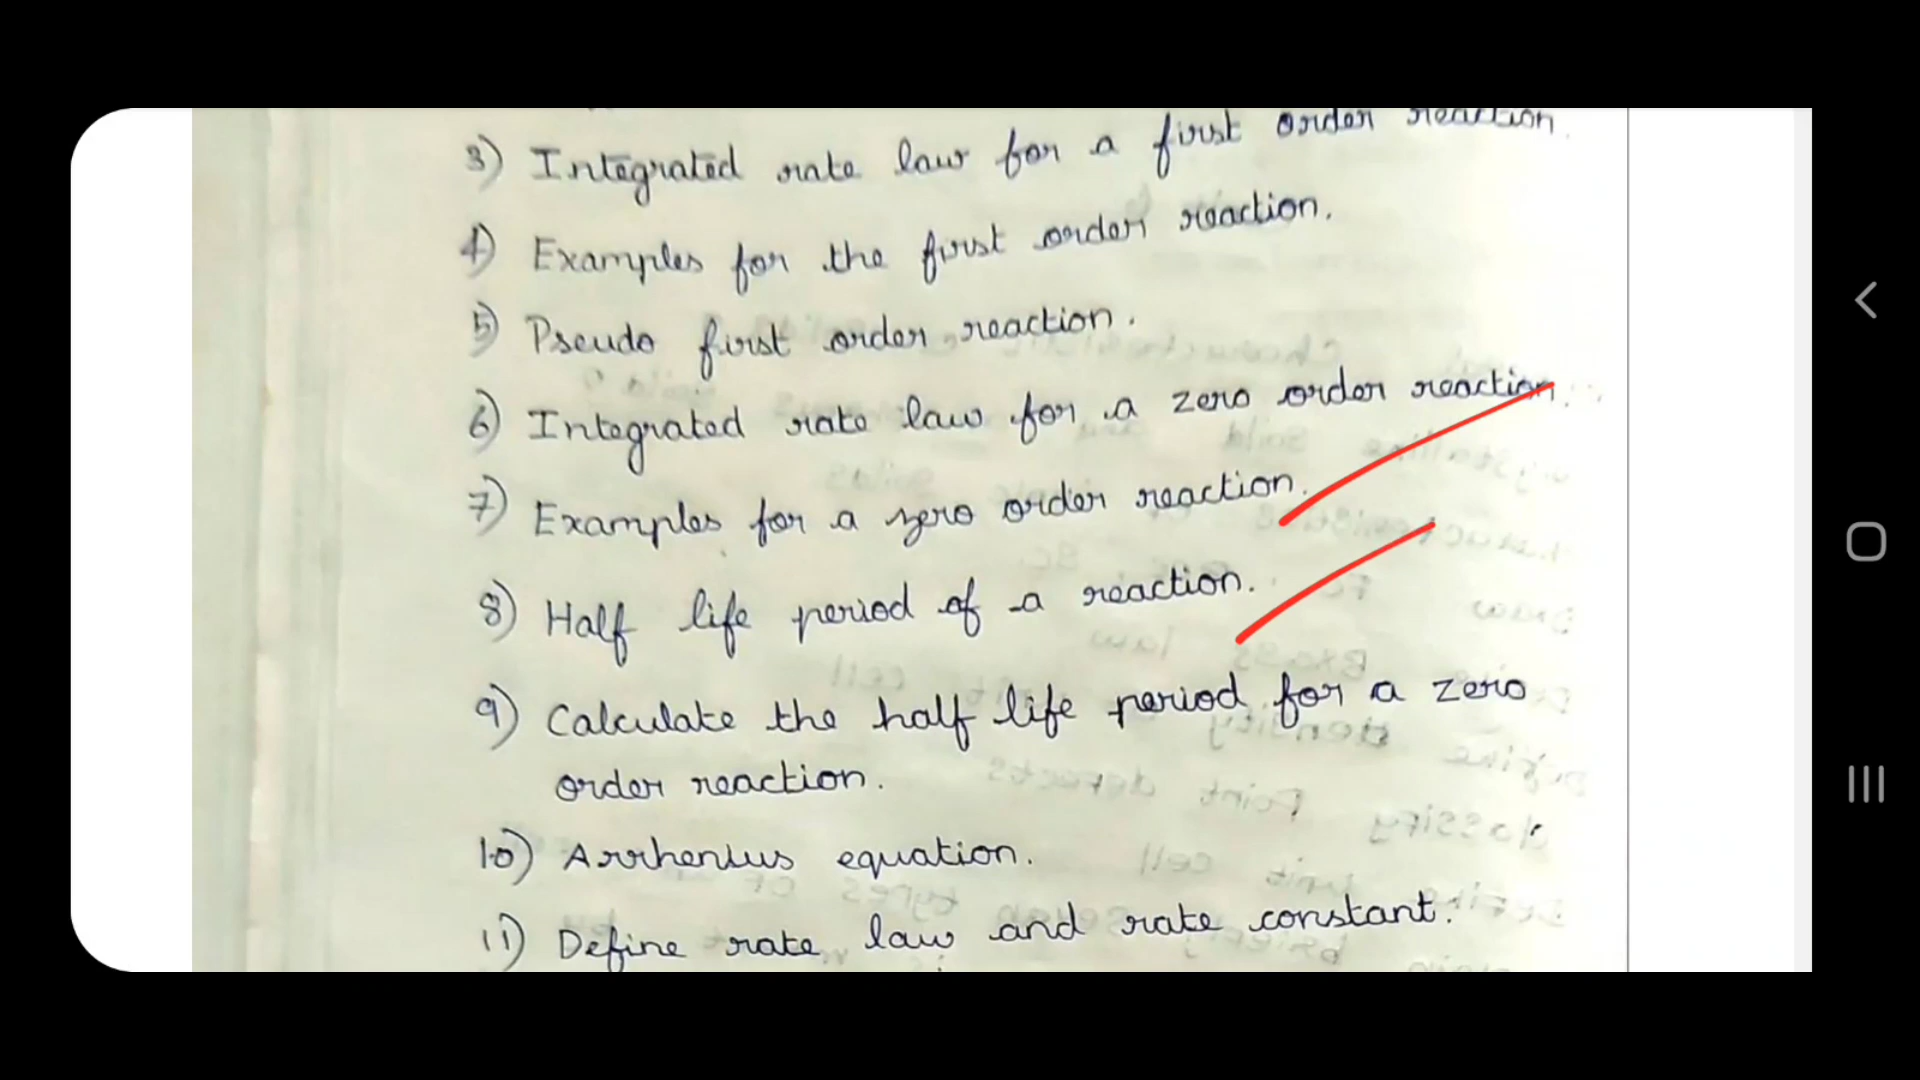 3) Integrated rate law for a first order reaction.
4) Examples for the first order reaction.
5) Pseudo first order reaction.
6) Integrated rate law for a zero order reaction.
7) Examples for a zero order reaction.
8) Half life period of a reaction.
9) Calculate the half life period for a zero
order reaction.
10) Arrhenius equation.
11) Define rate law and rate constant.